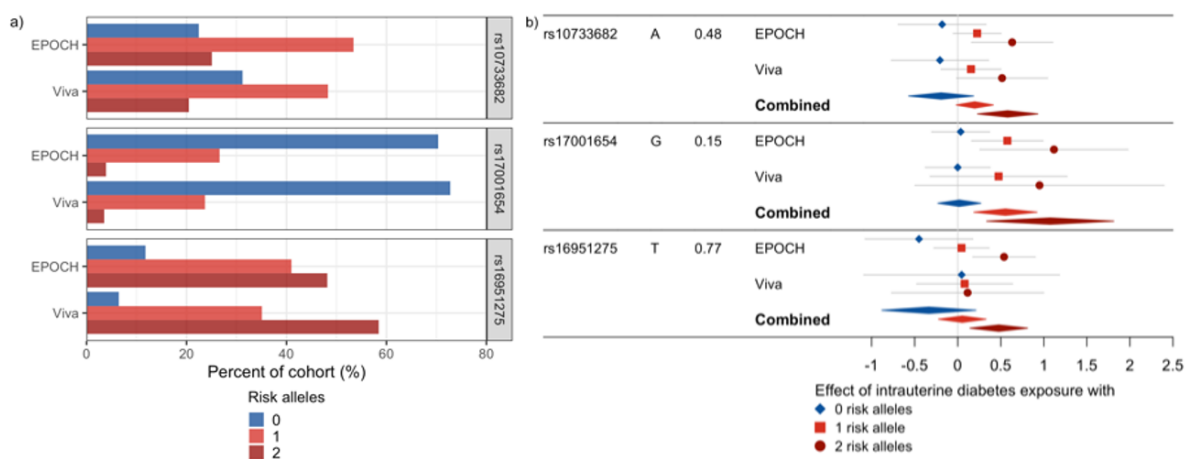 a)
EPOCH
Viva
rs10733682
EPOCH
Viva
rs17001654
EPOCH
Viva
rs16951275
0 20 40 60 80
Percent of cohort (%)
Risk alleles
0
1
2
b)
rs10733682 A 0.48 EPOCH
Viva
Combined
rs17001654 G 0.15 EPOCH
Viva
Combined
rs16951275 T 0.77 EPOCH
Viva
Combined
-1 -0.5 0 0.5 1 1.5 2 2.5
Effect of intrauterine diabetes exposure with
0 risk alleles
1 risk allele
2 risk alleles